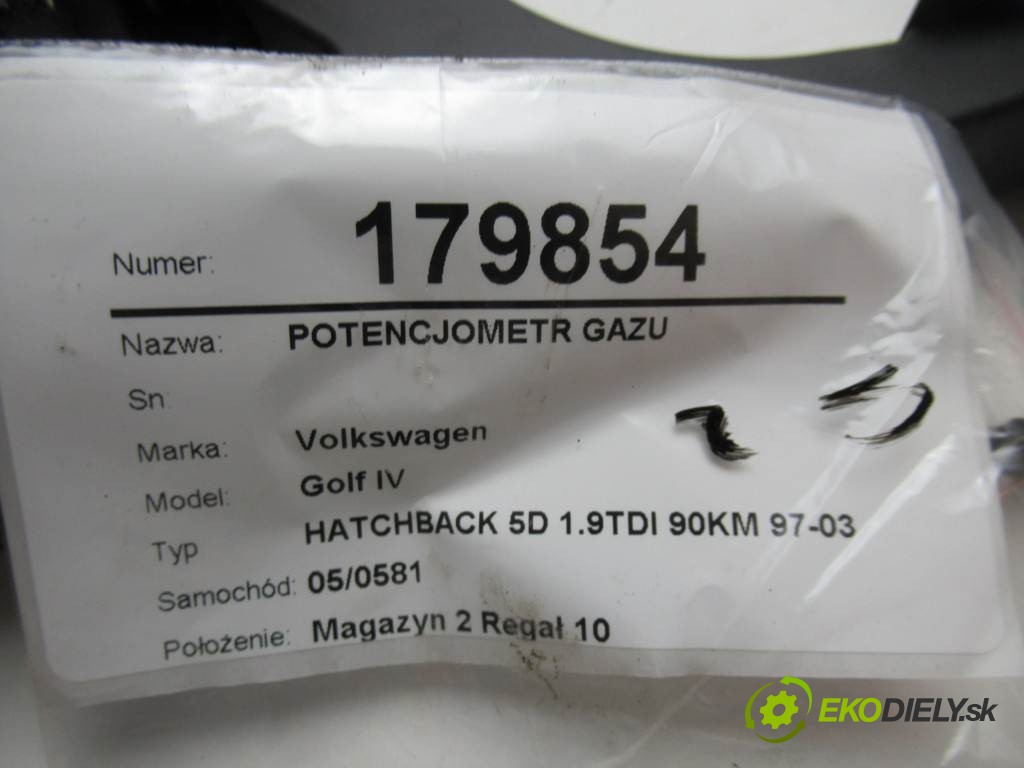 Numer: 179854
Nazwa: POTENCJOMETR GAZU
Sn
Marka: Volkswagen
Model: Golf IV
Typ HATCHBACK 5D 1.9TDI 90KM 97-03
Samochód: 05/0581
Położenie: Magazyn 2 Regał 10
EKODIELY.sk